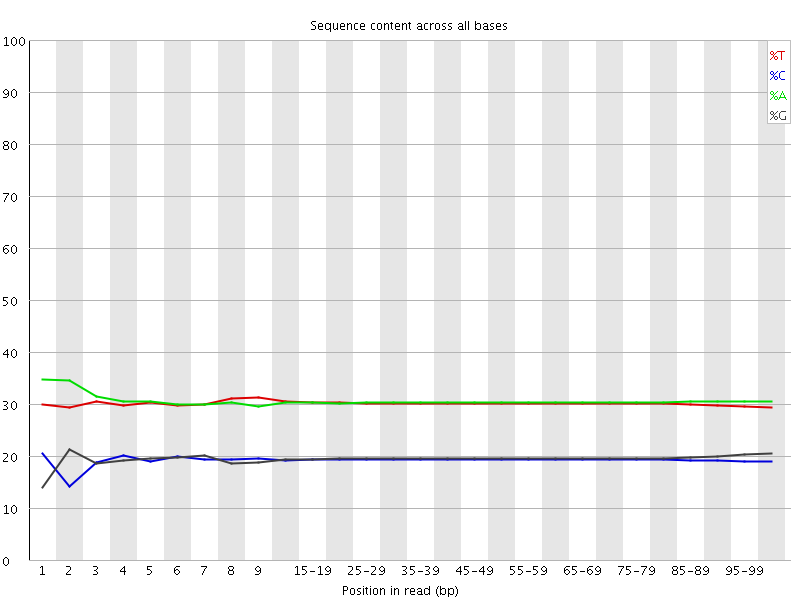 Sequence content across all bases
100
90
80
70
60
50
40
30
20
10
0
%T
%C
%A
%G
1 2 3 4 5 6 7 8 9 15-19 25-29 35-39 45-49 55-59 65-69 75-79 85-89 95-99
Position in read (bp)